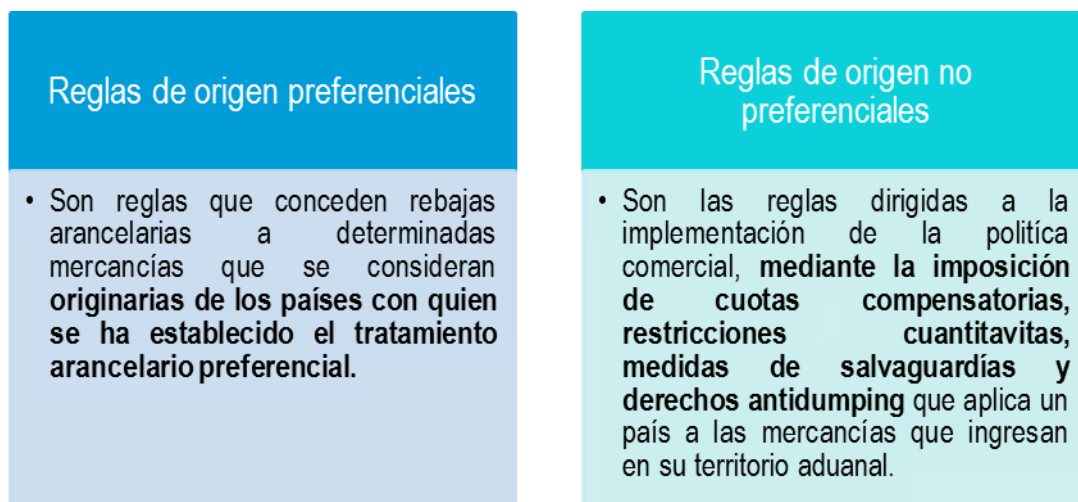 Reglas de origen preferenciales
• Son reglas que conceden rebajas
arancelarias a determinadas
mercancías que se consideran
originarias de los países con quien
se ha establecido el tratamiento
arancelario preferencial.
Reglas de origen no
preferenciales
• Son las reglas dirigidas a la
implementación de la politíca
comercial, mediante la imposición
de cuotas compensatorias,
restricciones cuantitavitas,
medidas de salvaguardías y
derechos antidumping que aplica un
país a las mercancías que ingresan
en su territorio aduanal.